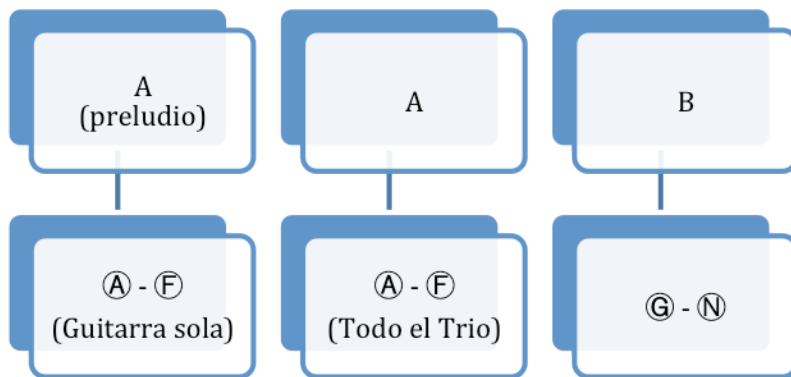 A
(preludio)
A
B
Ⓐ - Ⓕ
(Guitarra sola)
Ⓐ - Ⓕ
(Todo el Trio)
Ⓖ - Ⓝ